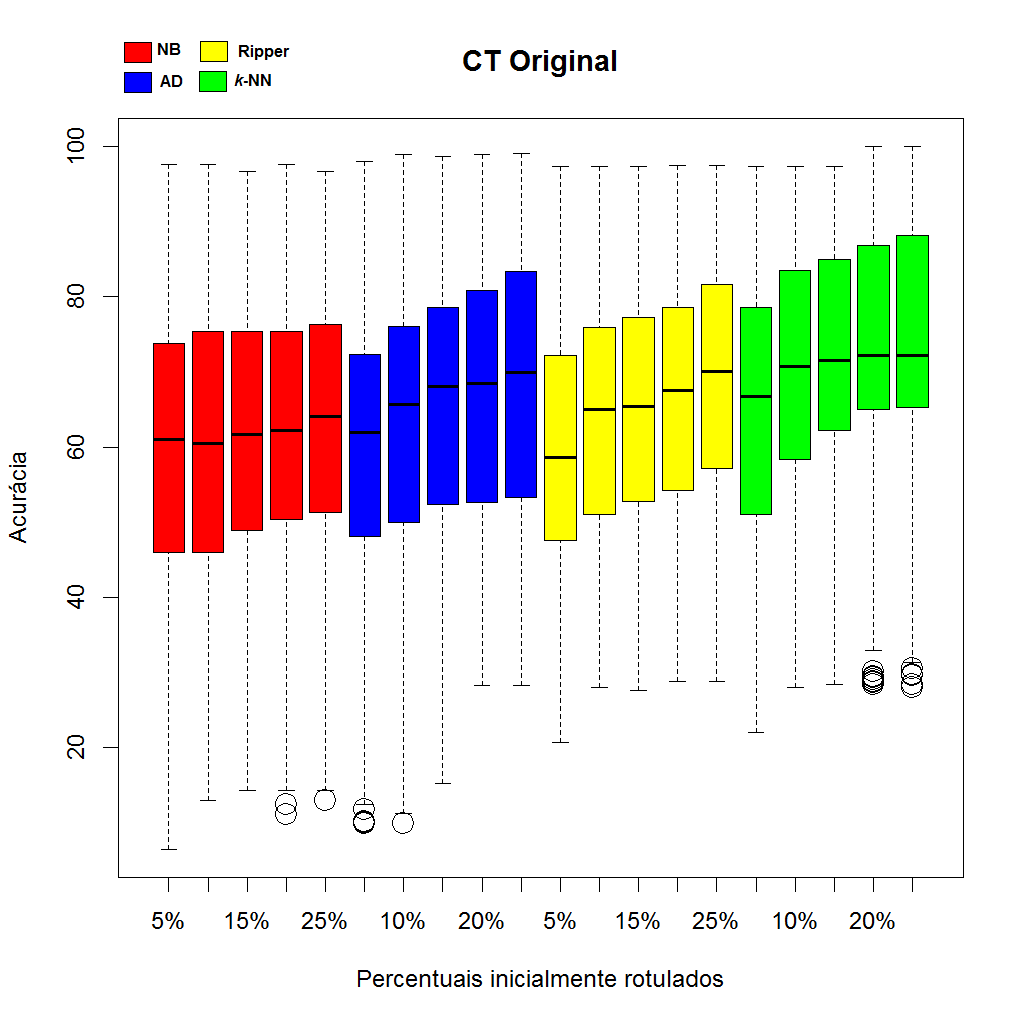 NB Ripper
AD k-NN
CT Original
Acurácia
100
80
60
40
20
5% 15% 25% 10% 20% 5% 15% 25% 10% 20%
Percentuais inicialmente rotulados